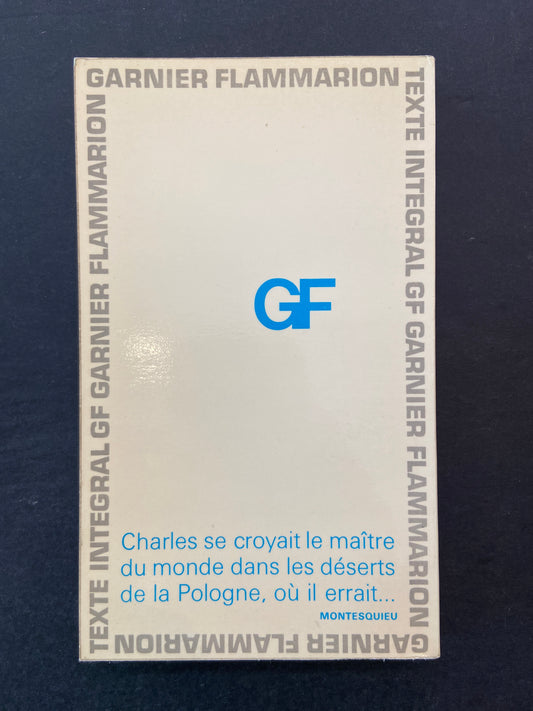 GARNIER FLAMMARION
TEXTE INTEGRAL GF GARNIER FLAMMARION
TEXTE INTEGRAL GF GARNIER FLAMMARION
GF
Charles se croyait le maître
du monde dans les déserts
de la Pologne, où il errait...
MONTESQUIEU
GARNIER FLAMMARION